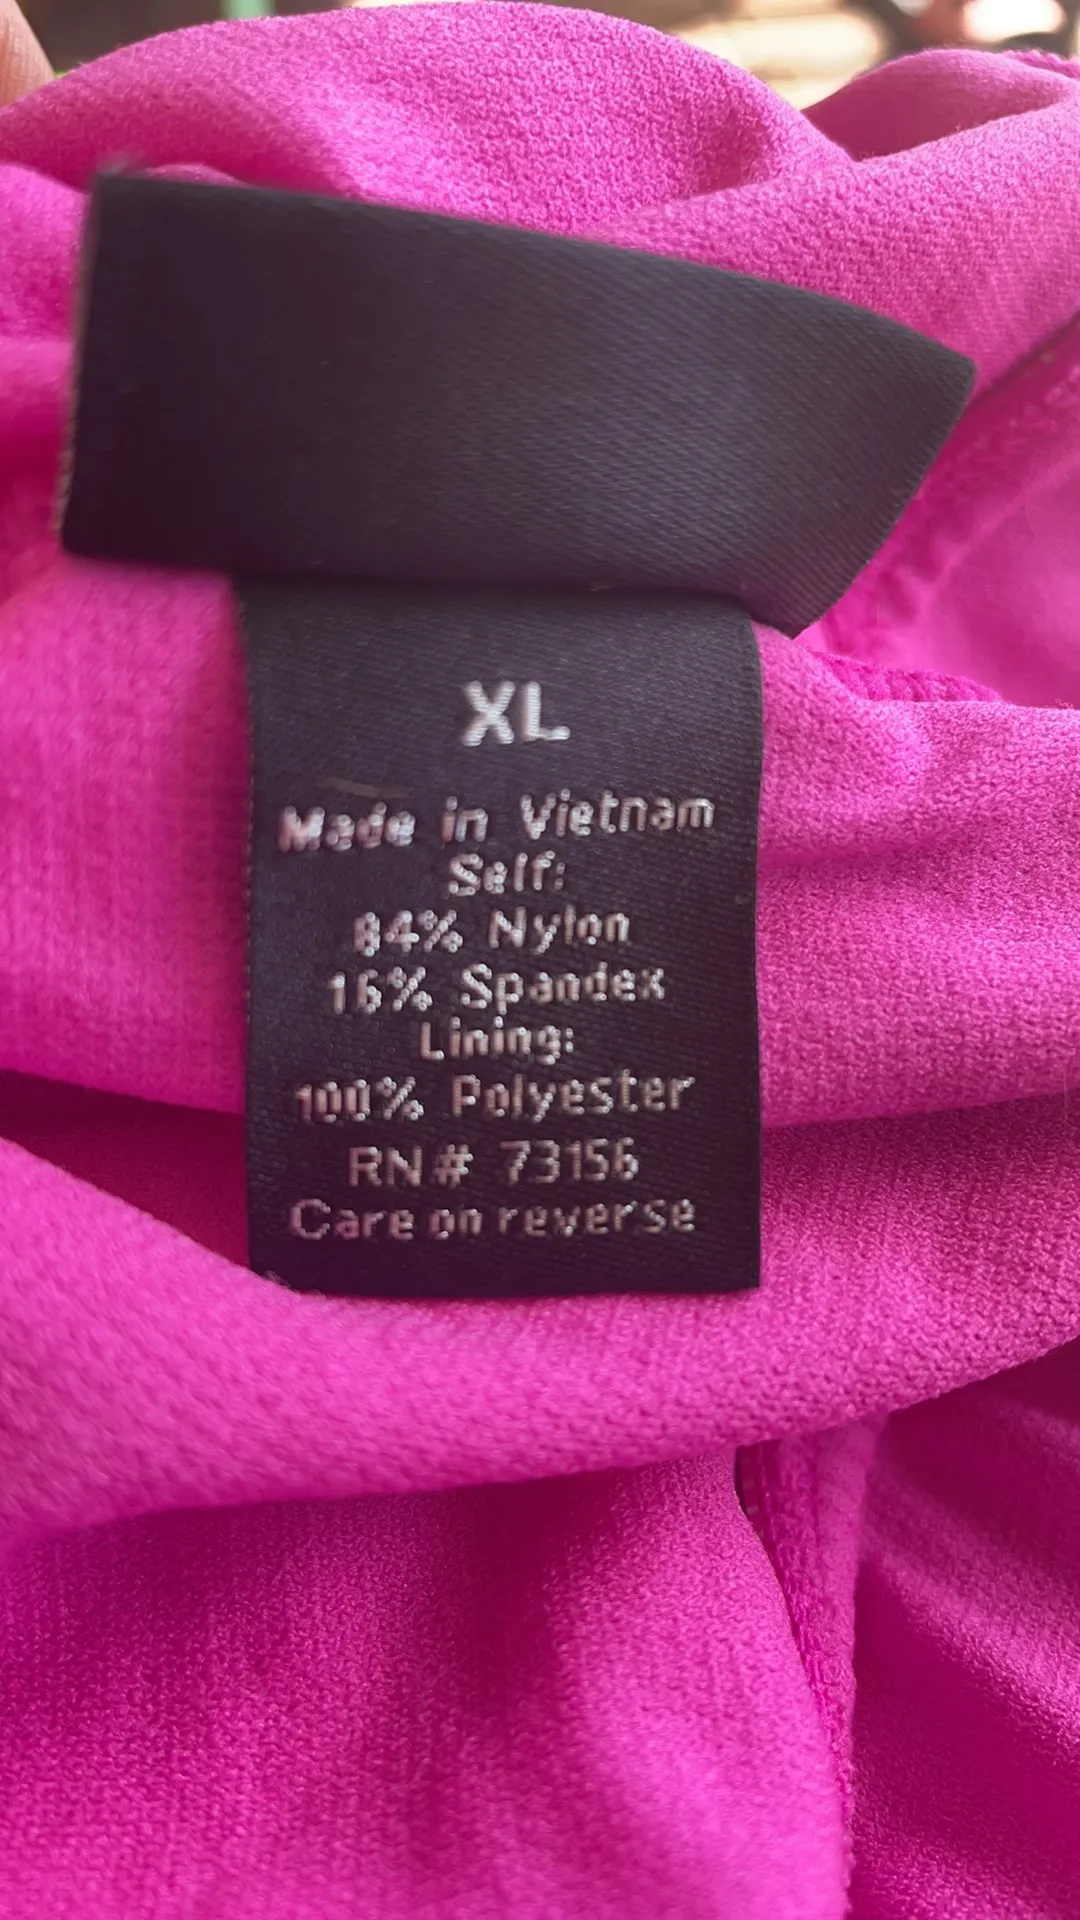 XL
Made in Vietnam
Self:
84% Nylon
16% Spandex
Lining:
100% Polyester
RN# 73156
Care on reverse